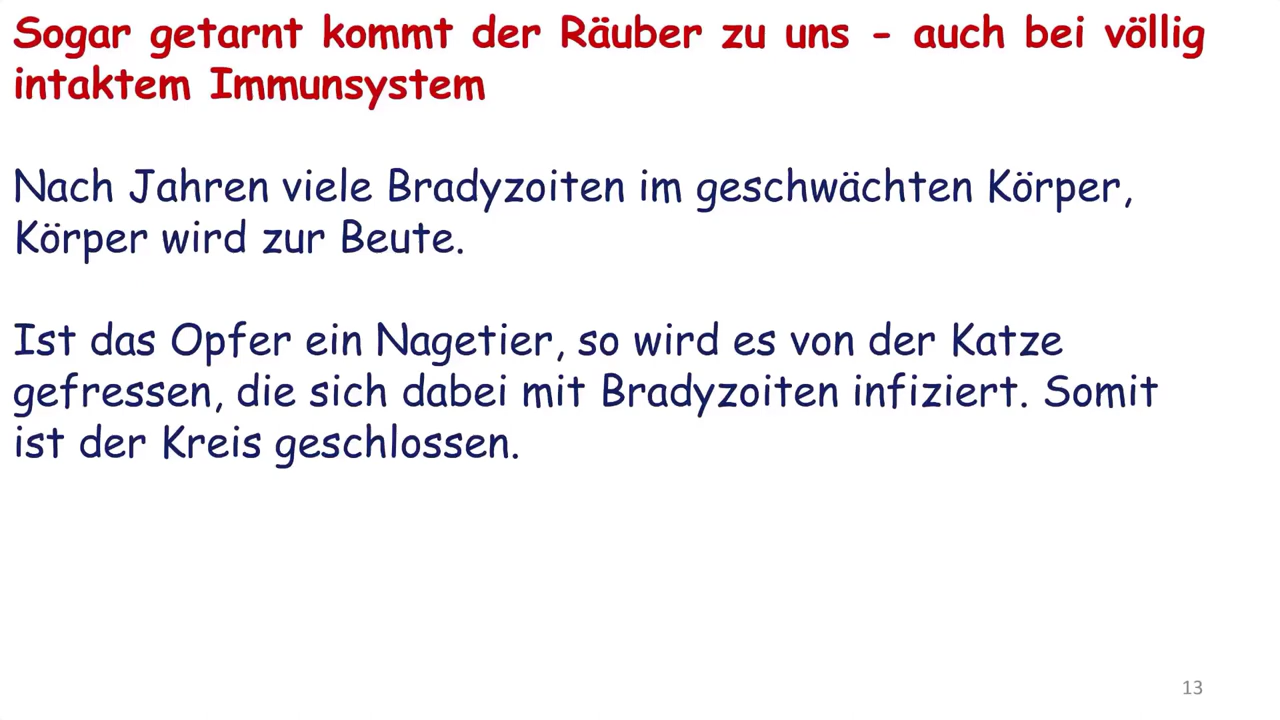 Sogar getarnt kommt der Räuber zu uns - auch bei völlig
intaktem Immunsystem
Nach Jahren viele Bradyzoiten im geschwächten Körper,
Körper wird zur Beute.
Ist das Opfer ein Nagetier, so wird es von der Katze
gefressen, die sich dabei mit Bradyzoiten infiziert. Somit
ist der Kreis geschlossen.
13